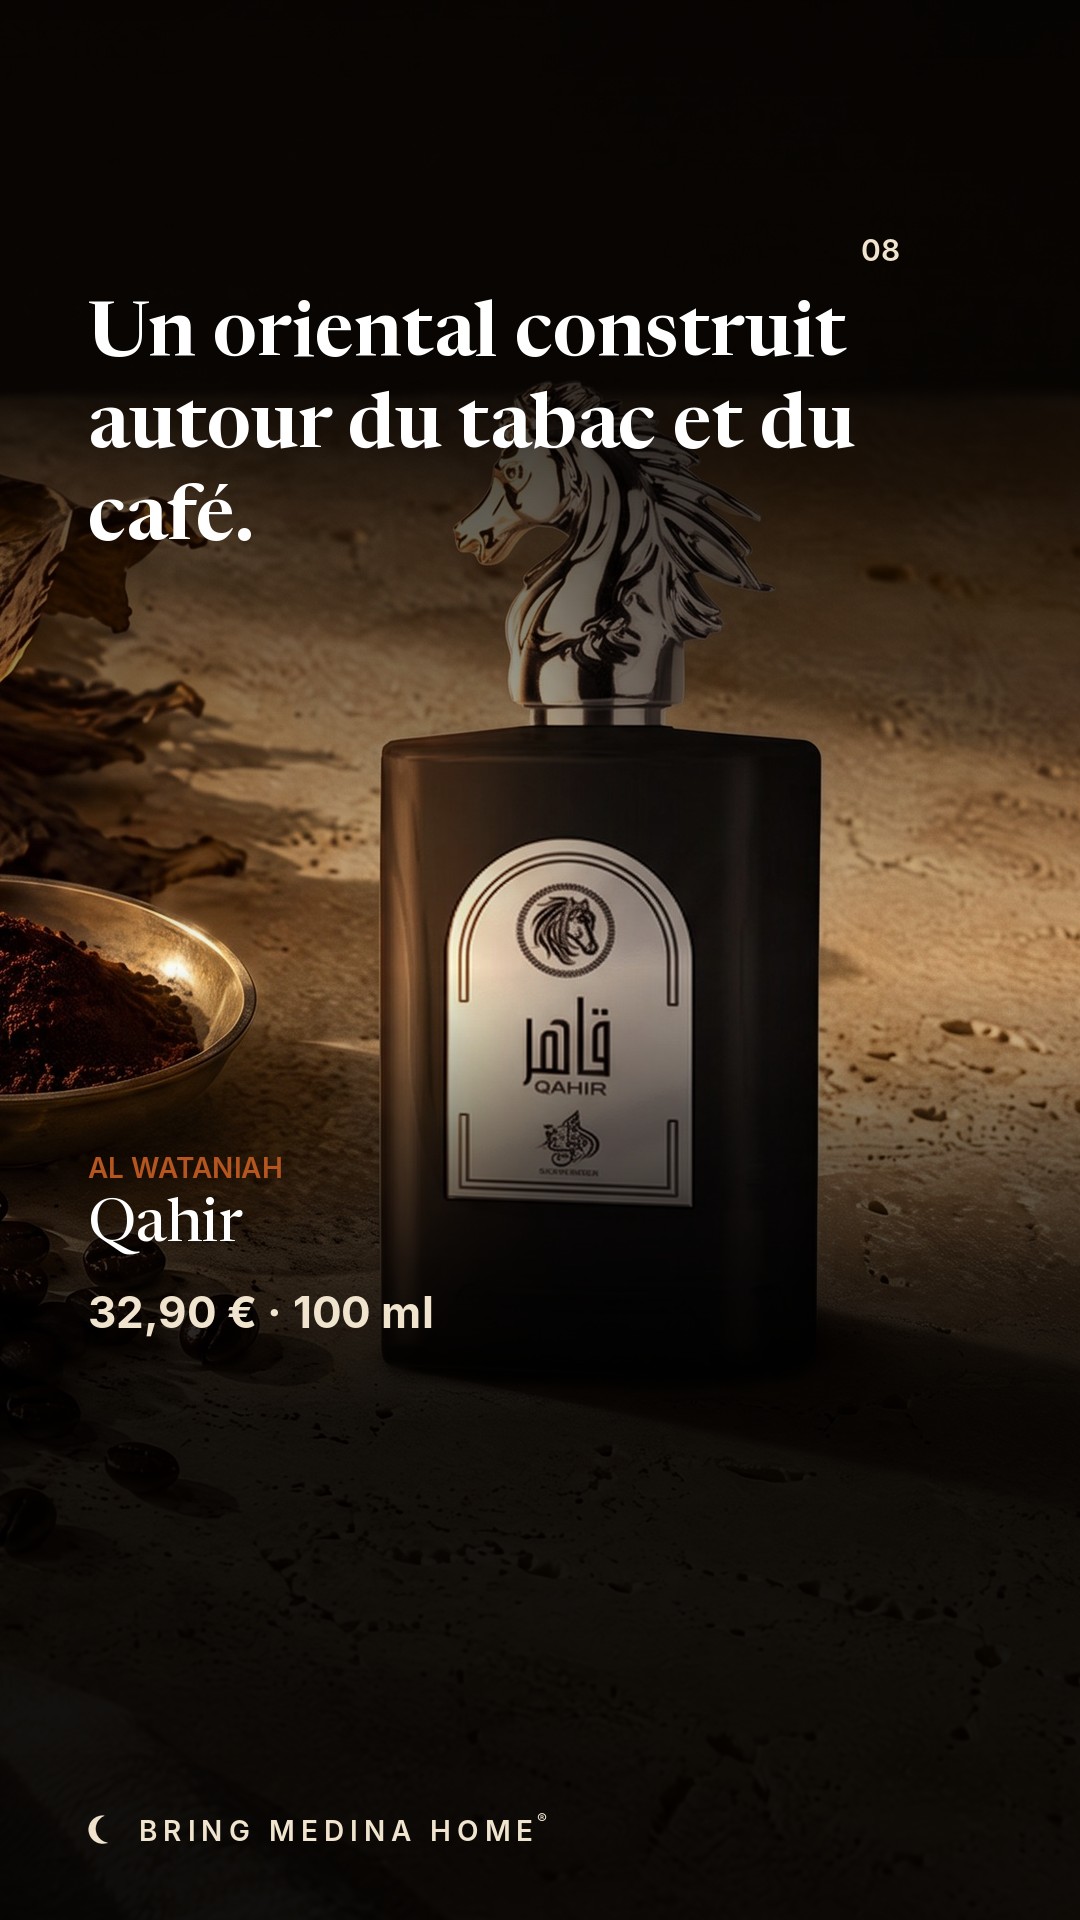 08
Un oriental construit
autour du tabac et du
café.
قاهر
QAHIR
AL WATANIAH
Qahir
32,90 € · 100 ml
BRING MEDINA HOME®